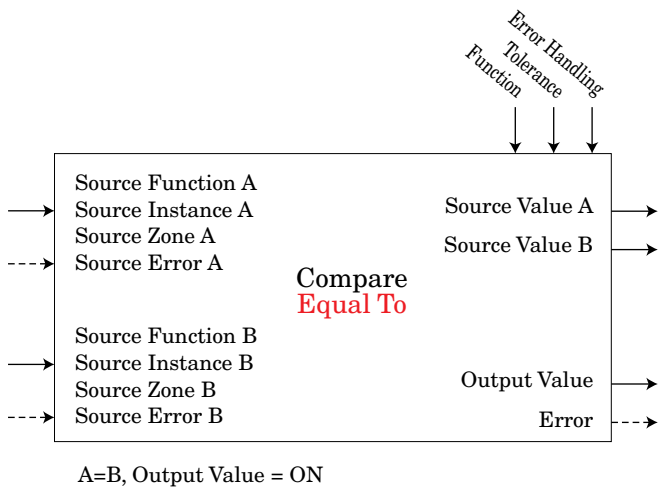 Error Handling
Tolerance
Function
Source Function A
Source Instance A
Source Zone A
Source Error A
Source Value A
Source Value B
Compare
Equal To
Source Function B
Source Instance B
Source Zone B
Source Error B
Output Value
Error
A=B, Output Value = ON